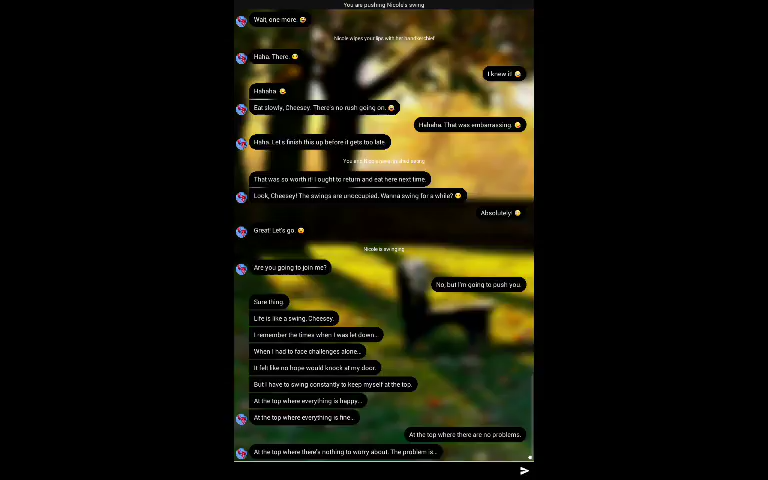 You are pushing Nicole's swing
Wait, one more. 😂
Nicole wipes your lips with her handkerchief
Haha. There. 😊
I knew it! 😂
Hahaha. 😂
Eat slowly, Cheesey. There's no rush going on. 😂
Hahaha. That was embarrassing. 😂
Haha. Let's finish this up before it gets too late.
You and Nicole have finished eating
That was so worth it! I ought to return and eat here next time.
Look, Cheesey! The swings are unoccupied. Wanna swing for a while? 😊
Absolutely! 😊
Great! Let's go. 😉
Nicole is swinging
Are you going to join me?
No, but I'm going to push you.
Sure thing.
Life is like a swing, Cheesey.
I remember the times when I was let down...
When I had to face challenges alone...
It felt like no hope would knock at my door.
But I have to swing constantly to keep myself at the top.
At the top where everything is happy...
At the top where everything is fine...
At the top where there are no problems.
At the top where there's nothing to worry about. The problem is...